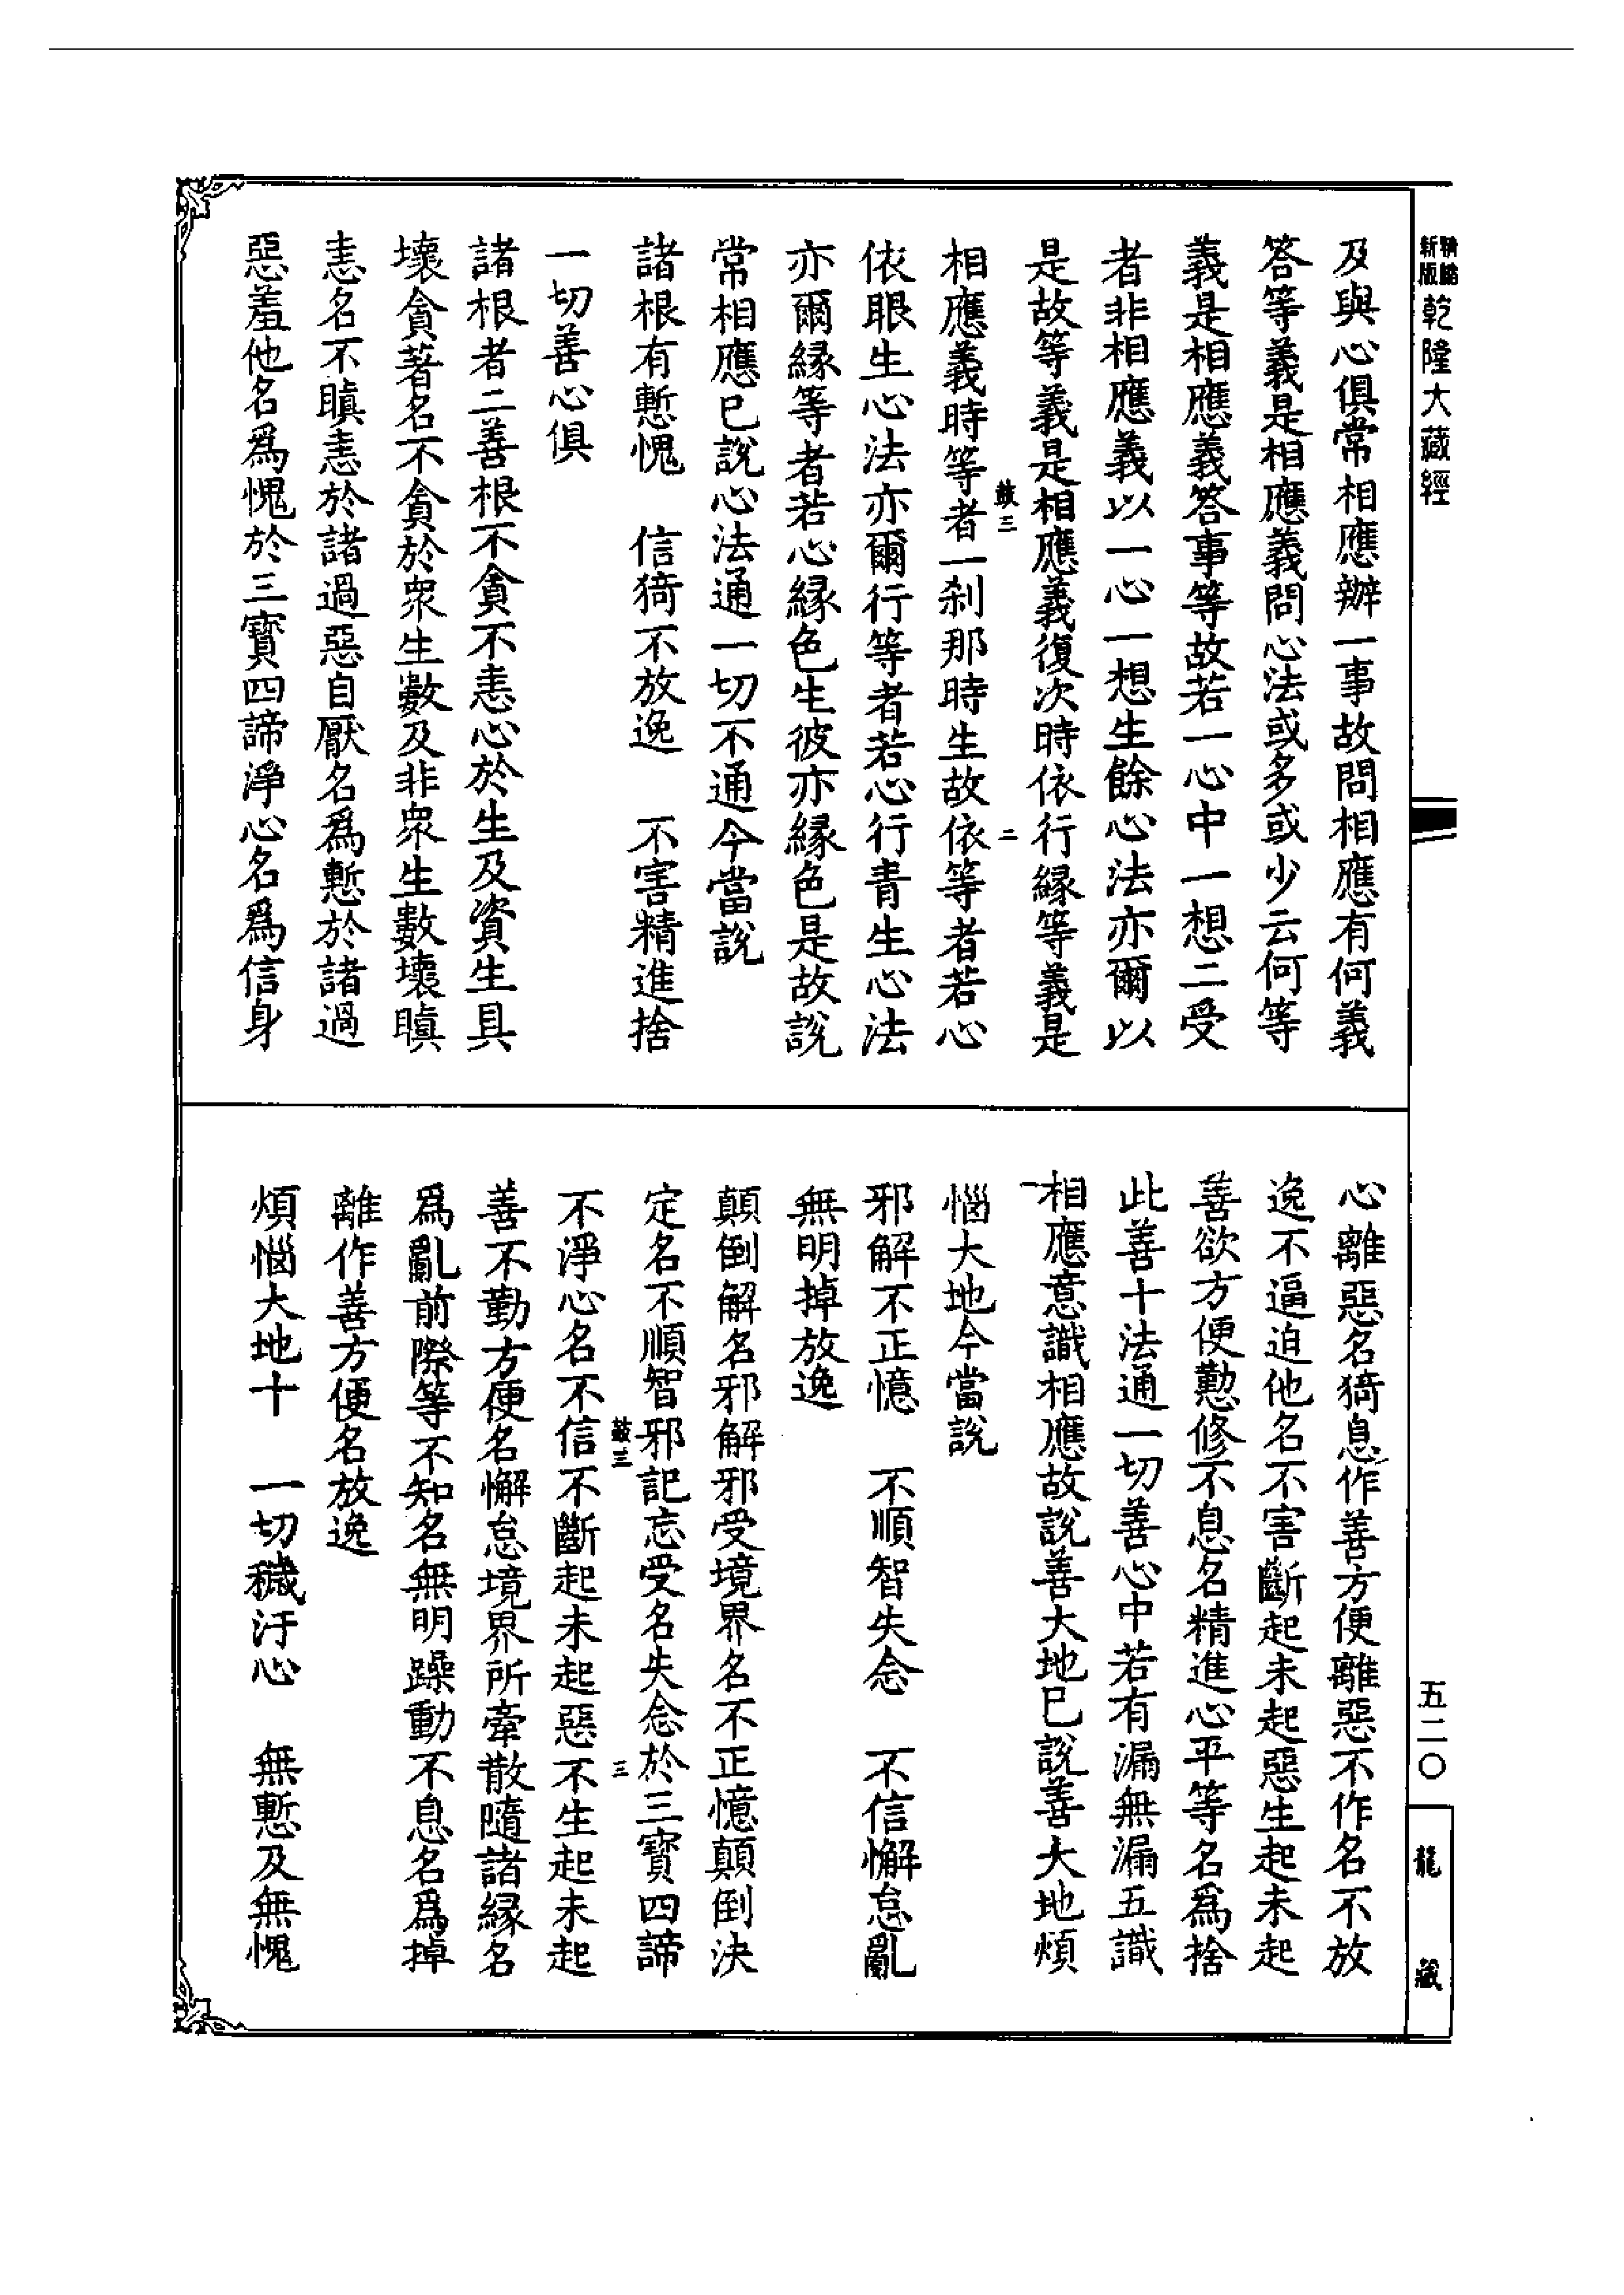 新版
精編
乾隆大藏經
及與心俱常相應辦一事故問相應有何義
答等義是相應義問心法或多或少云何等
義是相應義答事等故若一心中一想二受
者非相應義以一心一想生餘心法亦爾以
是故等義是相應義復次時依行緣等義是
鼓三
二
相應義時等者一刹那時生故依等者若心
依眼生心法亦爾行等者若心行青生心法
亦爾緣等者若心緣色生彼亦緣色是故說
常相應已說心法通一切不通今當說
諸根有慙愧　信猗不放逸　不害精進捨
一切善心俱
諸根者二善根不貪不恚心於生及資生具
壞貪著名不貪於衆生數及非衆生數壞瞋
恚名不瞋恚於諸過惡自厭名爲慙於諸過
惡羞他名爲愧於三寶四諦淨心名爲信身
心離惡名猗息作善方便離惡不作名不放
逸不逼迫他名不害斷起未起惡生起未起
善欲方便懃修不息名精進心平等名爲捨
此善十法通一切善心中若有漏無漏五識
相應意識相應故說善大地已說善大地煩
惱大地今當說
邪解不正憶　不順智失念　不信懈怠亂
無明掉放逸
顛倒解名邪解邪受境界名不正憶顛倒決
定名不順智邪記忘受名失念於三寶四諦
鼓三
三
不淨心名不信不斷起未起惡不生起未起
善不勤方便名懈怠境界所牽散隨諸緣名
爲亂前際等不知名無明躁動不息名爲掉
離作善方便名放逸
煩惱大地十　一切穢汙心　無慙及無愧
五二〇
龍藏